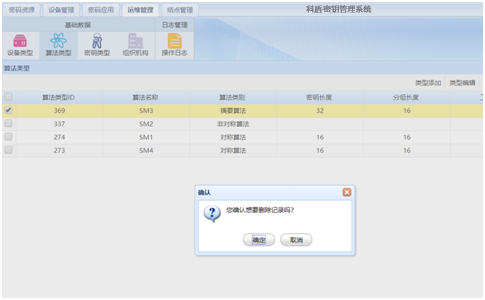 密码资源 设备管理 密码应用 运维管理 结点管理 科盾密钥管理系统
基础数据 日志管理
设备类型 算法类型 密钥类型 组织机构 操作日志
算法类型
类型添加 类型编辑
算法类型ID 算法名称 算法类别 密钥长度 分组长度
369 SM3 摘要算法 32 16
337 SM2 非对称算法
274 SM1 对称算法 16 16
273 SM4 对称算法 16 16
确认
您确认想要删除记录吗?
确定 取消